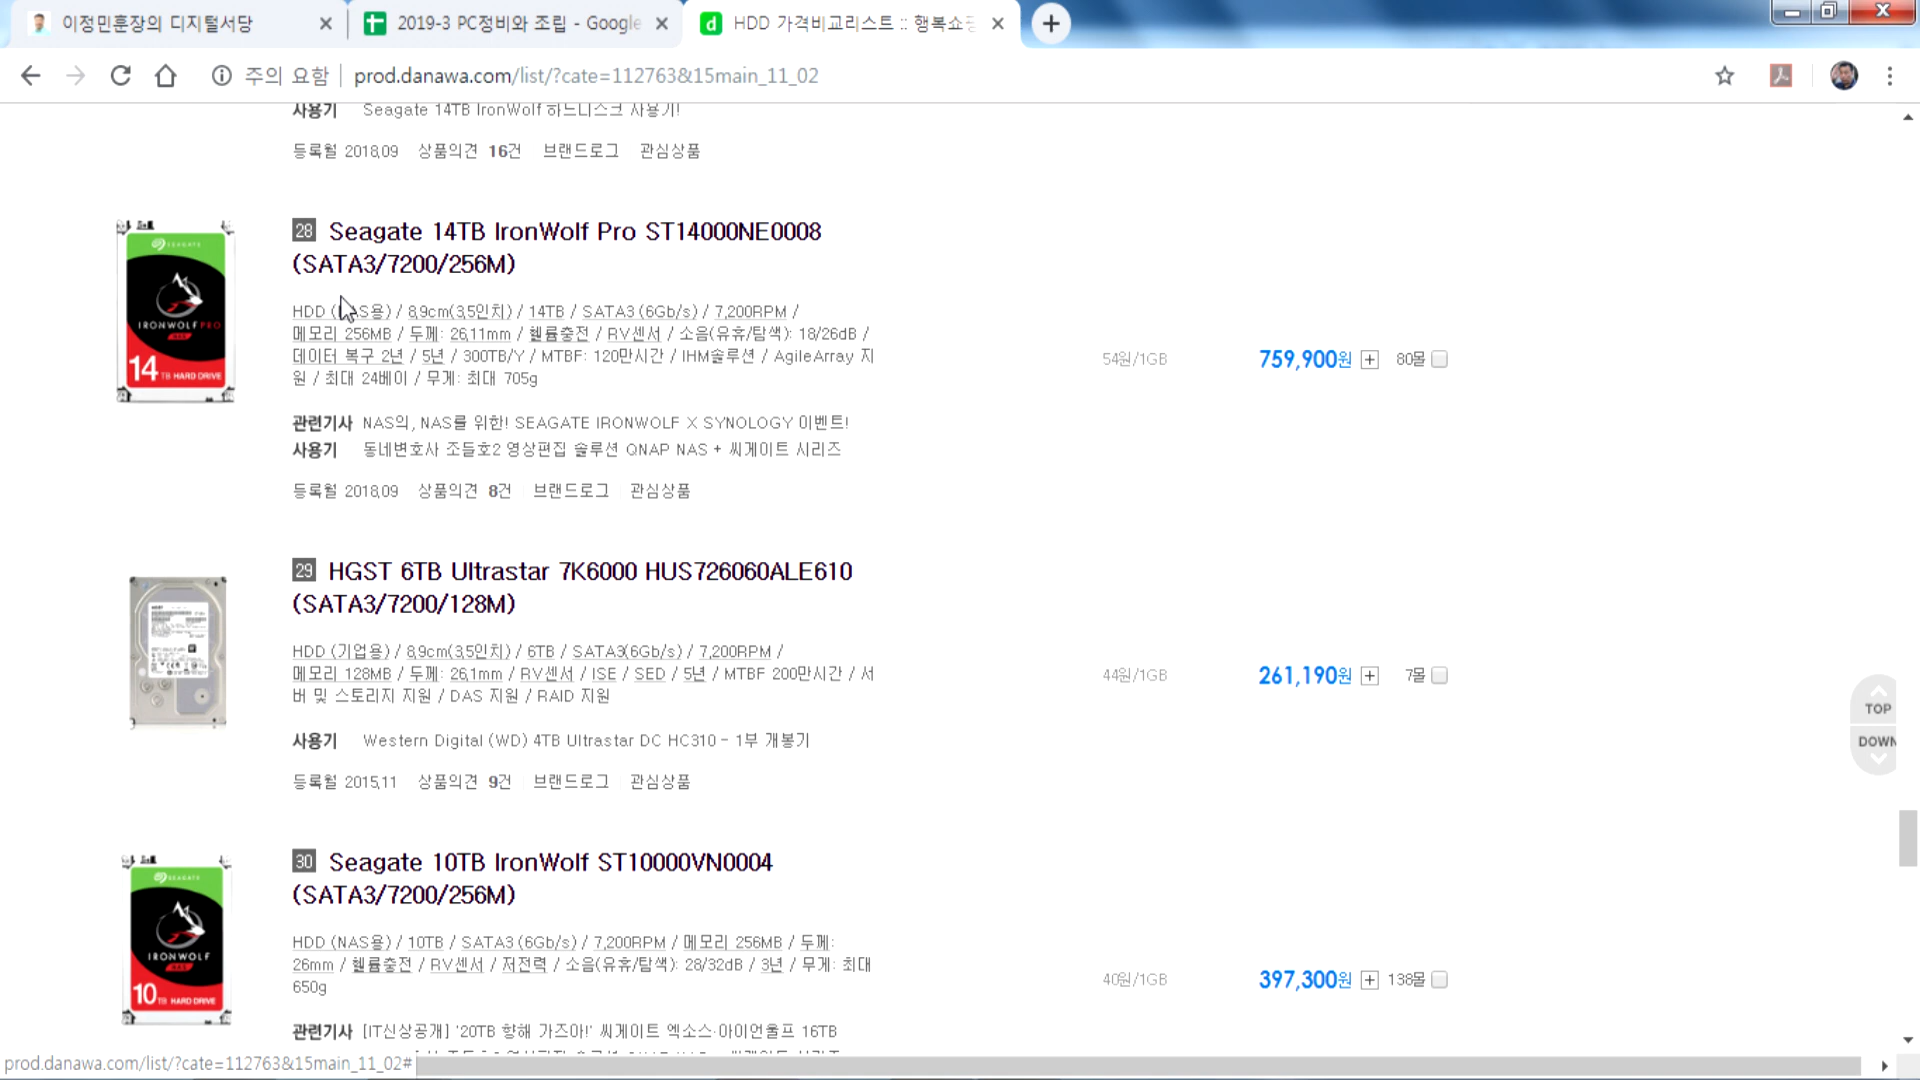 이정민훈장의 디지털서당
2019-3 PC정비와 조립 - Google
HDD 가격비교리스트 :: 행복쇼핑
주의 요함
prod.danawa.com/list/?cate=112763&15main_11_02
사용기 Seagate 14TB IronWolf 하드디스크 사용기!
등록월 2018.09 상품의견 16건 브랜드로그 관심상품
28 Seagate 14TB IronWolf Pro ST14000NE0008
(SATA3/7200/256M)
HDD (NAS용) / 8.9cm(3.5인치) / 14TB / SATA3 (6Gb/s) / 7,200RPM /
메모리 256MB / 두께: 26.11mm / 헬륨충전 / RV센서 / 소음(유휴/탐색): 18/26dB /
데이터 복구 2년 / 5년 / 300TB/Y / MTBF: 120만시간 / IHM솔루션 / AgileArray 지
원 / 최대 24베이 / 무게: 최대 705g
54원/1GB
759,900원
80몰
SEAGATE
IRONWOLF PRO
NAS
14 TB HARD DRIVE
관련기사 NAS의, NAS를 위한! SEAGATE IRONWOLF X SYNOLOGY 이벤트!
사용기 동네변호사 조들호2 영상편집 솔루션 QNAP NAS + 씨게이트 시리즈
등록월 2018.09 상품의견 8건 브랜드로그 관심상품
29 HGST 6TB Ultrastar 7K6000 HUS726060ALE610
(SATA3/7200/128M)
HDD (기업용) / 8.9cm(3.5인치) / 6TB / SATA3(6Gb/s) / 7,200RPM /
메모리 128MB / 두께: 26.1mm / RV센서 / ISE / SED / 5년 / MTBF 200만시간 / 서
버 및 스토리지 지원 / DAS 지원 / RAID 지원
44원/1GB
261,190원
7몰
사용기 Western Digital (WD) 4TB Ultrastar DC HC310 - 1부 개봉기
등록월 2015.11 상품의견 9건 브랜드로그 관심상품
TOP
DOWN
30 Seagate 10TB IronWolf ST10000VN0004
(SATA3/7200/256M)
HDD (NAS용) / 10TB / SATA3 (6Gb/s) / 7,200RPM / 메모리 256MB / 두께:
26mm / 헬륨충전 / RV센서 / 저전력 / 소음(유휴/탐색): 28/32dB / 3년 / 무게: 최대
650g
40원/1GB
397,300원
138몰
SEAGATE
IRONWOLF
NAS
10 TB HARD DRIVE
관련기사 [IT신상공개] '20TB 향해 가즈아!' 씨게이트 엑소스·아이언울프 16TB
prod.danawa.com/list/?cate=112763&15main_11_02#